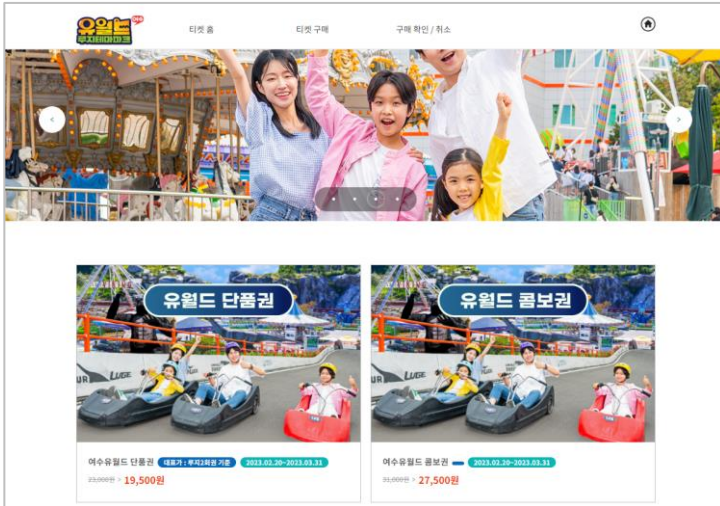 유월드
루지테마파크
티켓 홈
티켓 구매
구매 확인 / 취소
유월드 단품권
LUGE
여수유월드 단품권 대표가 : 루지2회권 기준 2023.02.20~2023.03.31
23,000원 > 19,500원
유월드 콤보권
LUGE
여수유월드 콤보권 2023.02.20~2023.03.31
31,000원 > 27,500원